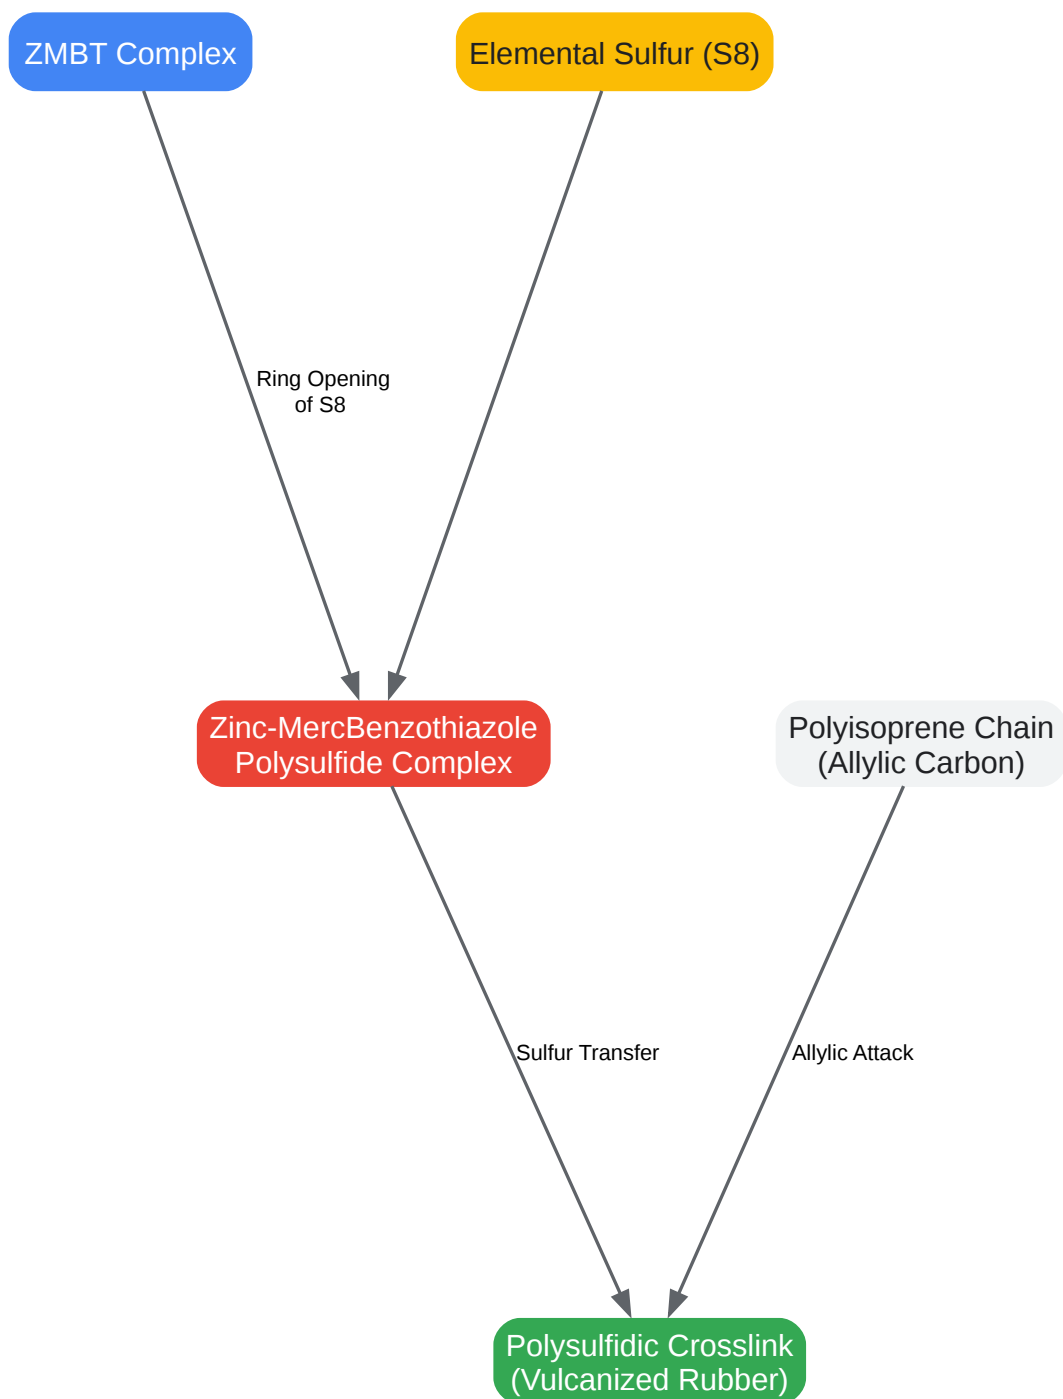 ZMBT Complex
Elemental Sulfur (S8)
Ring Opening
of S8
Zinc-MercBenzothiazole
Polysulfide Complex
Polyisoprene Chain
(Allylic Carbon)
Sulfur Transfer
Allylic Attack
Polysulfidic Crosslink
(Vulcanized Rubber)